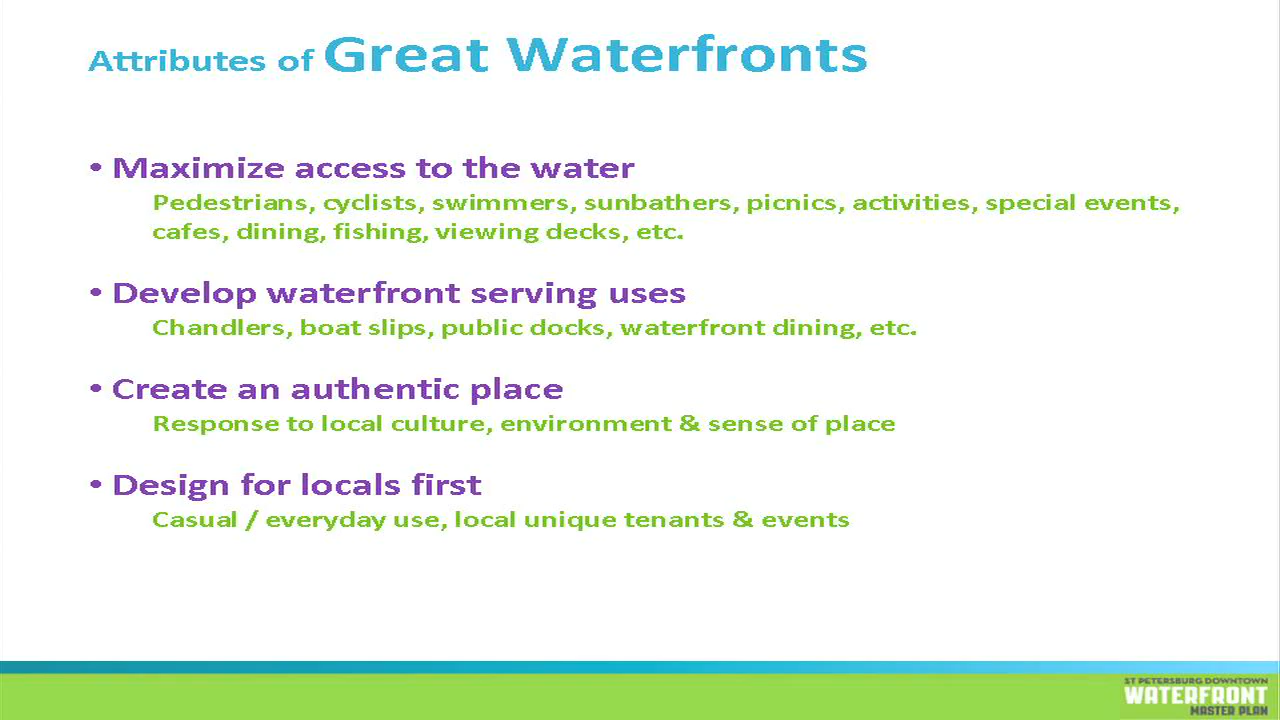 Attributes of Great Waterfronts
• Maximize access to the water
Pedestrians, cyclists, swimmers, sunbathers, picnics, activities, special events,
cafes, dining, fishing, viewing decks, etc.
• Develop waterfront serving uses
Chandlers, boat slips, public docks, waterfront dining, etc.
• Create an authentic place
Response to local culture, environment & sense of place
• Design for locals first
Casual / everyday use, local unique tenants & events
ST PETERSBURG DOWNTOWN
WATERFRONT
MASTER PLAN